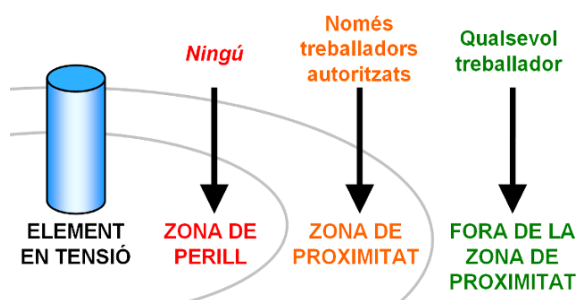 Ningú
Només
treballadors
autoritzats
Qualsevol
treballador
ELEMENT
EN TENSIÓ
ZONA DE
PERILL
ZONA DE
PROXIMITAT
FORA DE LA
ZONA DE
PROXIMITAT